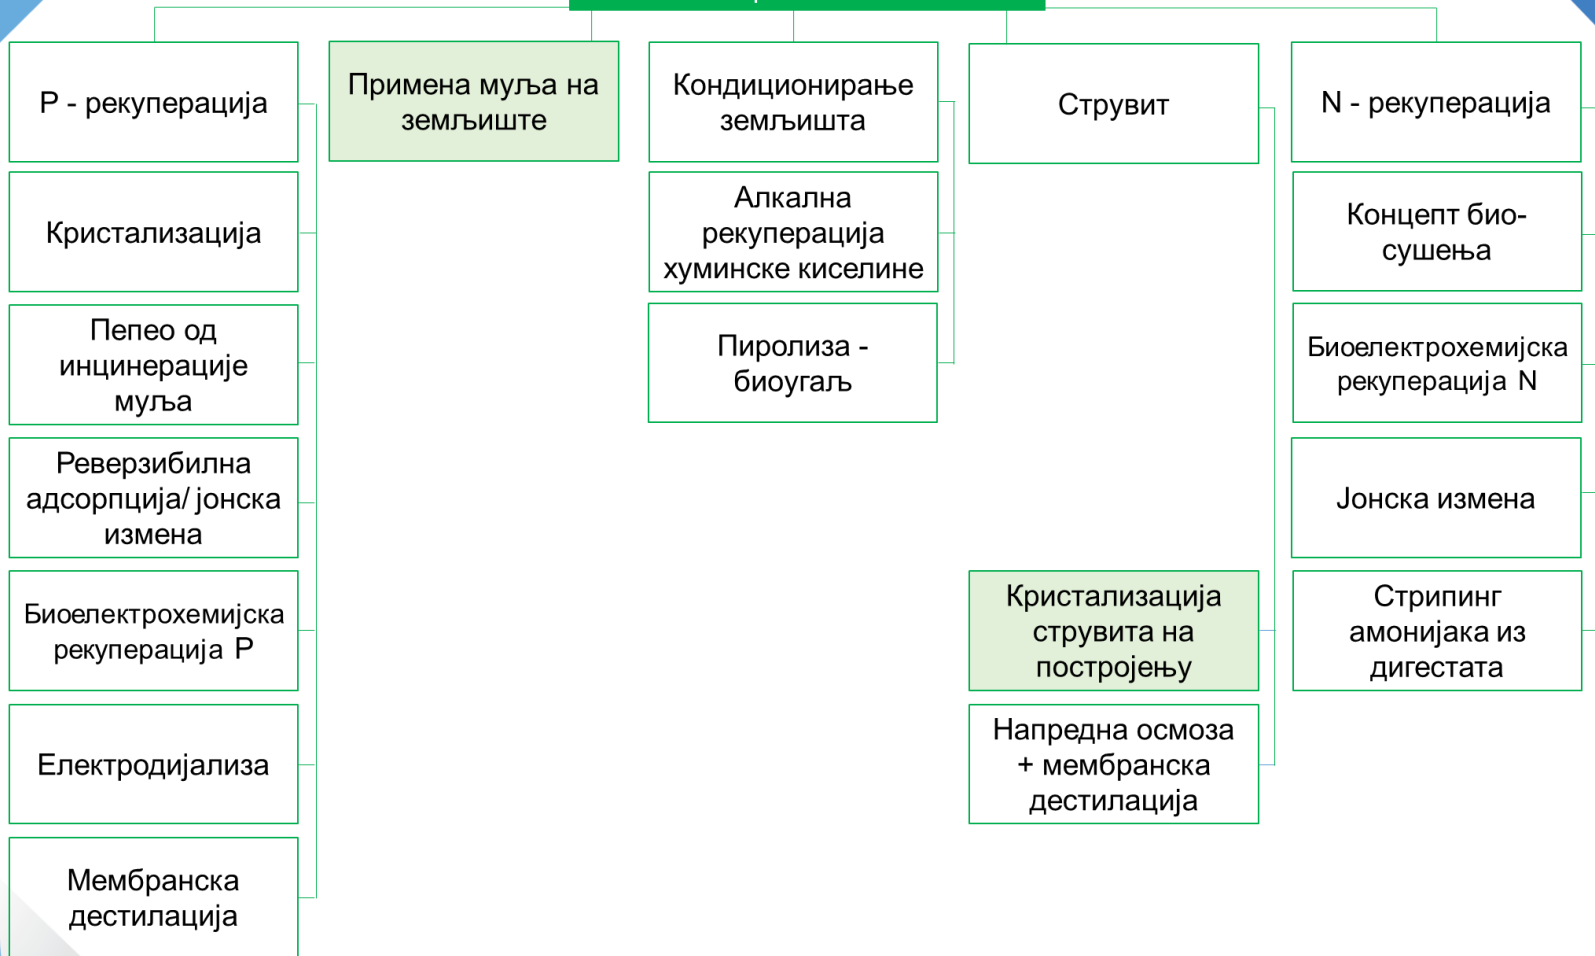 P - рекуперација
Кристализација
Пепео од
инцинерације
муља
Реверзибилна
адсорпција/ јонска
измена
Биоелектрохемијска
рекуперација P
Електродијализа
Мембранска
дестилација
Примена муља на
земљиште
Кондиционирање
земљишта
Алкална
рекуперација
хуминске киселине
Пиролиза -
биоугаљ
Струвит
Кристализација
струвита на
постројењу
Напредна осмоза
+ мембранска
дестилација
N - рекуперација
Концепт био-
сушења
Биоелектрохемијска
рекуперација N
Јонска измена
Стрипинг
амонијака из
дигестата